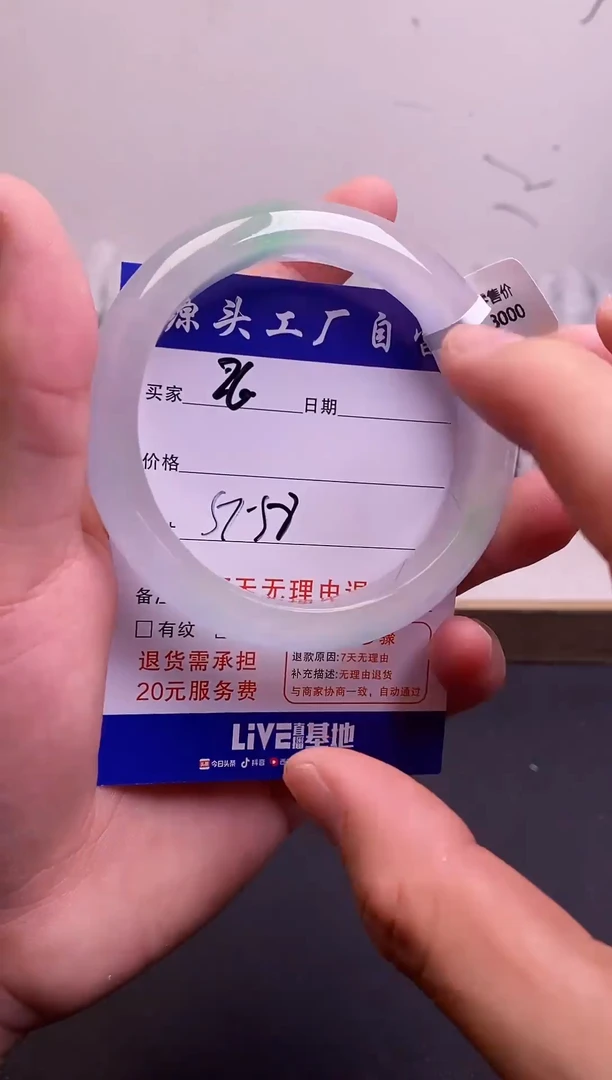 源头工厂自营
售价
3000
买家 日期
价格
57-58
7天无理由退
有纹
骤
退货需承担
20元服务费
退款原因:7天无理由
补充描述:无理由退货
与商家协商一致，自动通过
LiVE直播基地
今日头条 抖音